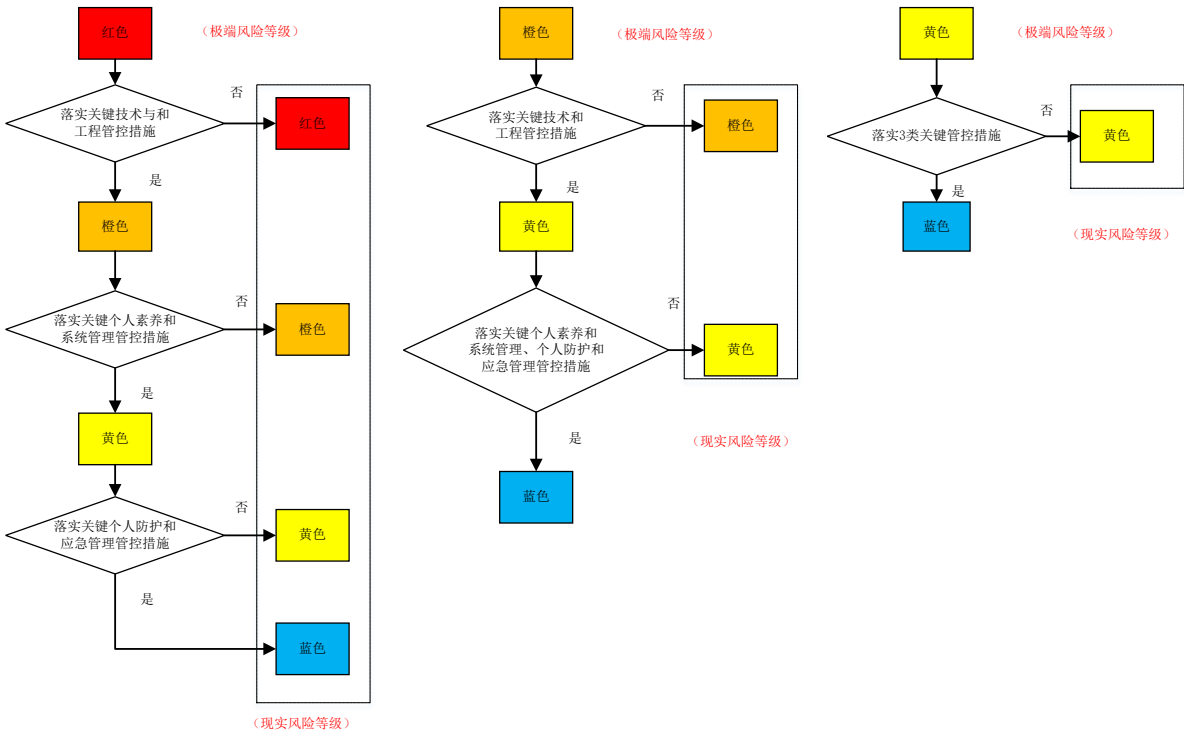 红色
（极端风险等级）
落实关键技术与和
工程管控措施
否
红色
是
橙色
落实关键个人素养和
系统管理管控措施
否
橙色
是
黄色
落实关键个人防护和
应急管理管控措施
否
黄色
是
蓝色
（现实风险等级）
橙色
（极端风险等级）
落实关键技术和
工程管控措施
否
橙色
是
黄色
落实关键个人素养和
系统管理、个人防护和
应急管理管控措施
否
黄色
是
蓝色
（现实风险等级）
黄色
（极端风险等级）
落实3类关键管控措施
否
黄色
是
蓝色
（现实风险等级）